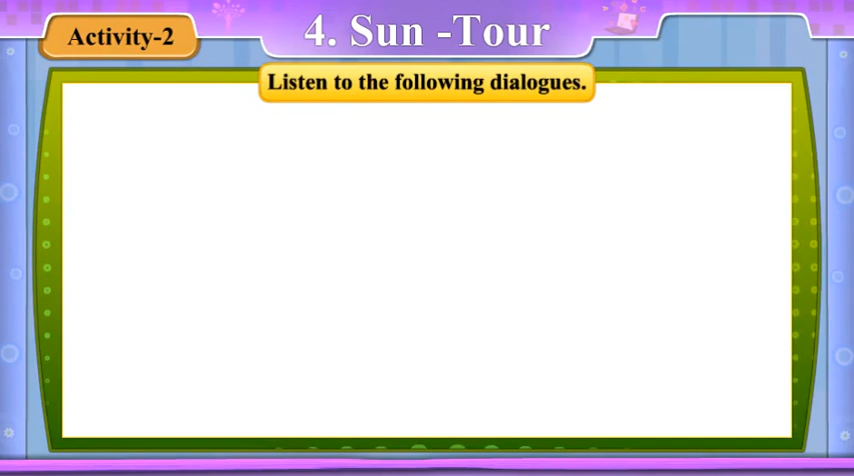 Activity-2
4. Sun -Tour
Listen to the following dialogues.